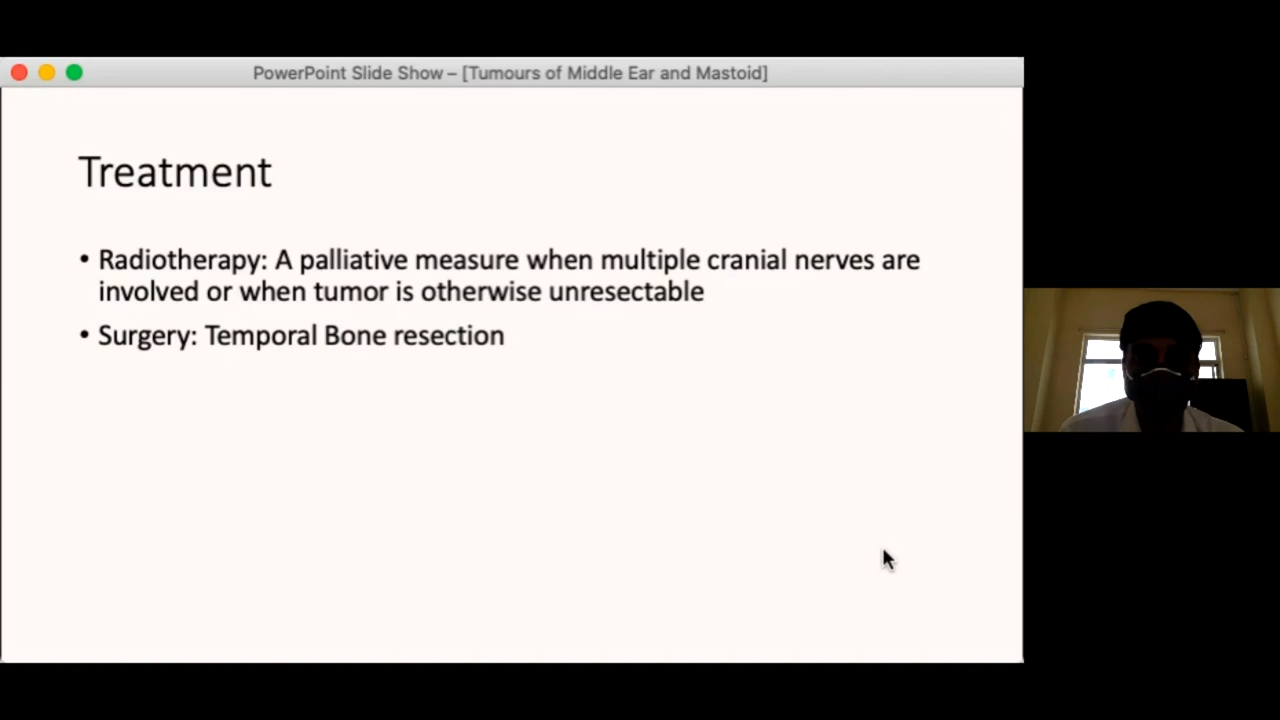 PowerPoint Slide Show – [Tumours of Middle Ear and Mastoid]
Treatment
• Radiotherapy: A palliative measure when multiple cranial nerves are
involved or when tumor is otherwise unresectable
• Surgery: Temporal Bone resection